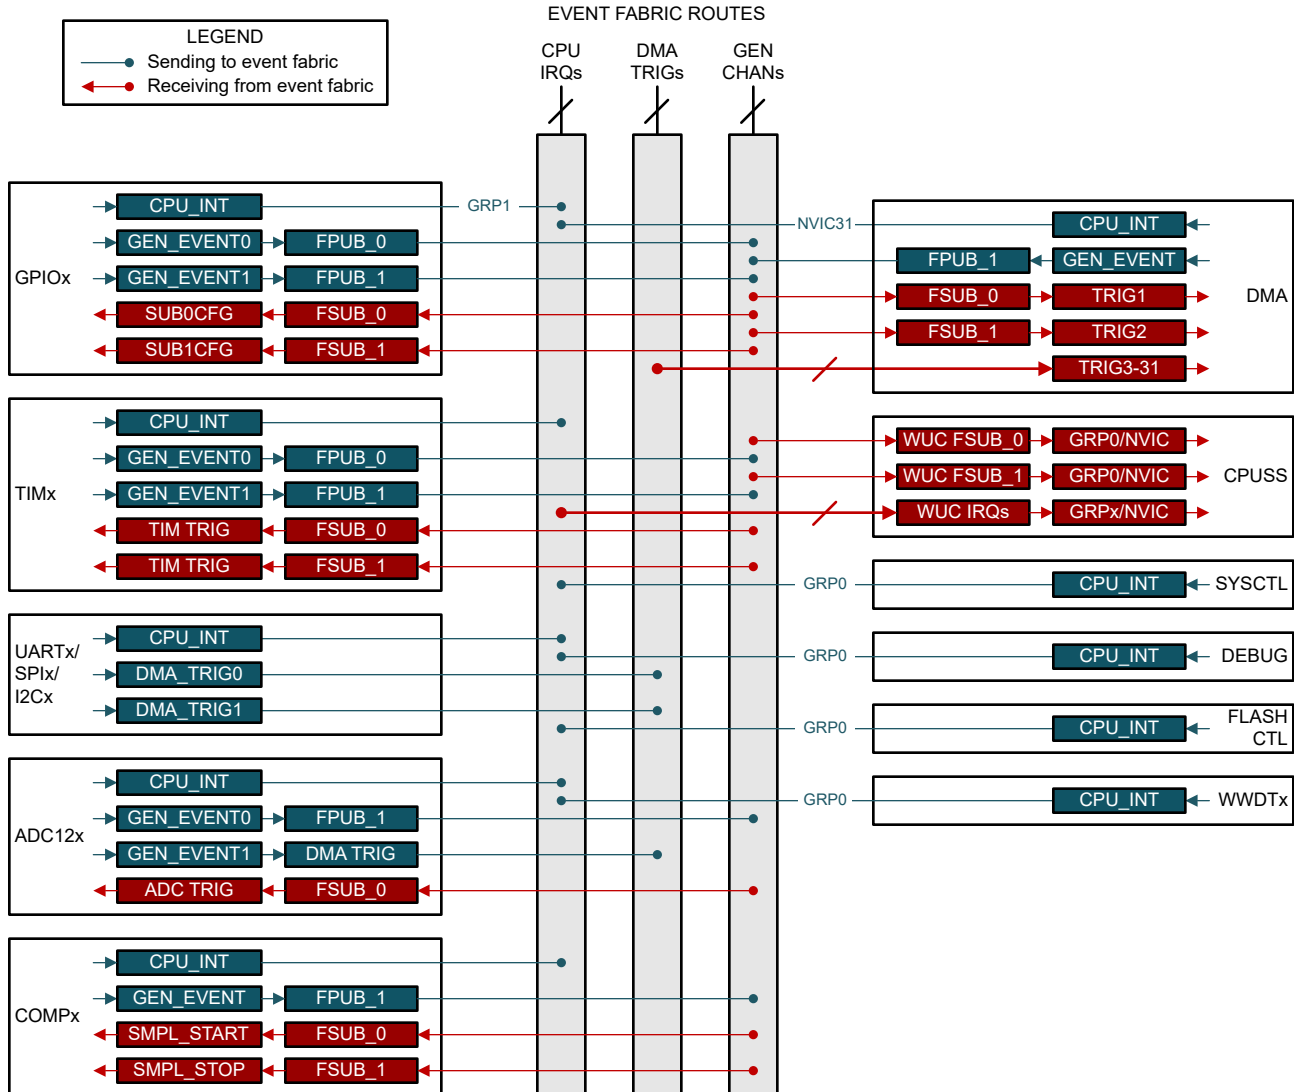 EVENT FABRIC ROUTES
LEGEND
Sending to event fabric
Receiving from event fabric
CPU
IRQs
DMA
TRIGs
GEN
CHANs
GPIOx
CPU_INT
GRP1
GEN_EVENT0
FPUB_0
GEN_EVENT1
FPUB_1
SUB0CFG
FSUB_0
SUB1CFG
FSUB_1
TIMx
CPU_INT
GEN_EVENT0
FPUB_0
GEN_EVENT1
FPUB_1
TIM TRIG
FSUB_0
TIM TRIG
FSUB_1
UARTx/
SPIx/
I2Cx
CPU_INT
DMA_TRIG0
DMA_TRIG1
ADC12x
CPU_INT
GEN_EVENT0
FPUB_1
GEN_EVENT1
DMA TRIG
ADC TRIG
FSUB_0
COMPx
CPU_INT
GEN_EVENT
FPUB_1
SMPL_START
FSUB_0
SMPL_STOP
FSUB_1
NVIC31
CPU_INT
FPUB_1
GEN_EVENT
FSUB_0
TRIG1
DMA
FSUB_1
TRIG2
TRIG3-31
WUC FSUB_0
GRP0/NVIC
WUC FSUB_1
GRP0/NVIC
CPUSS
WUC IRQs
GRPx/NVIC
GRP0
CPU_INT
SYSCTL
GRP0
CPU_INT
DEBUG
GRP0
CPU_INT
FLASH
CTL
GRP0
CPU_INT
WWDTx